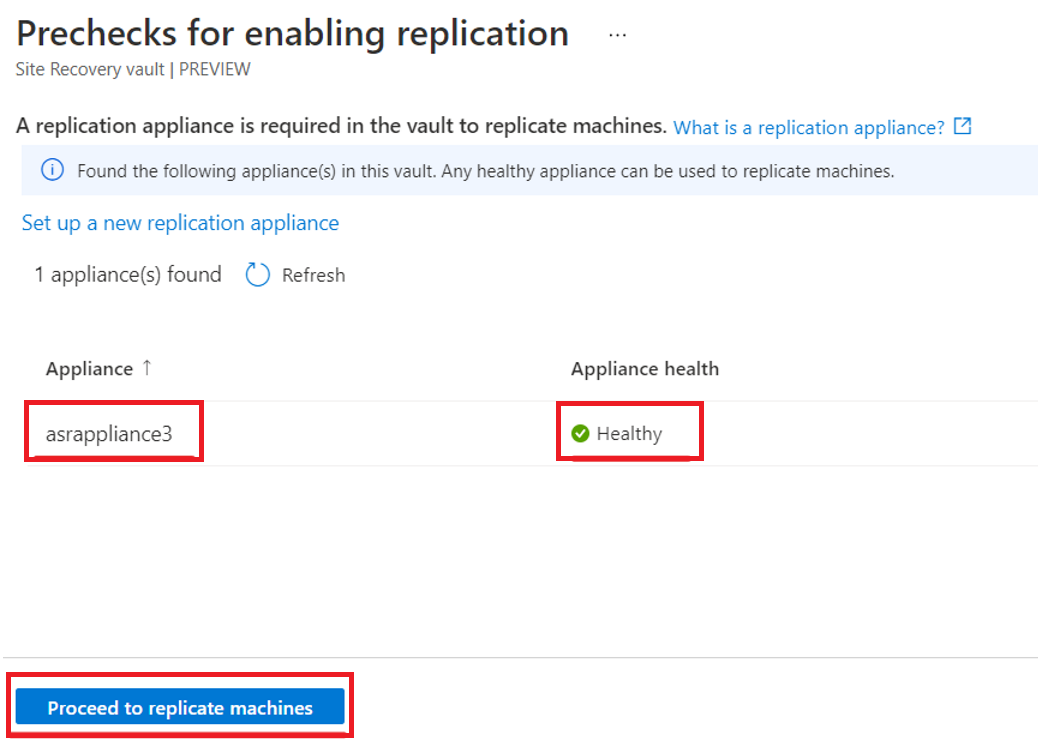 Prechecks for enabling replication ...
Site Recovery vault | PREVIEW
A replication appliance is required in the vault to replicate machines. What is a replication appliance?
Found the following appliance(s) in this vault. Any healthy appliance can be used to replicate machines.
Set up a new replication appliance
1 appliance(s) found Refresh
Appliance ↑ Appliance health
asrappliance3 Healthy
Proceed to replicate machines